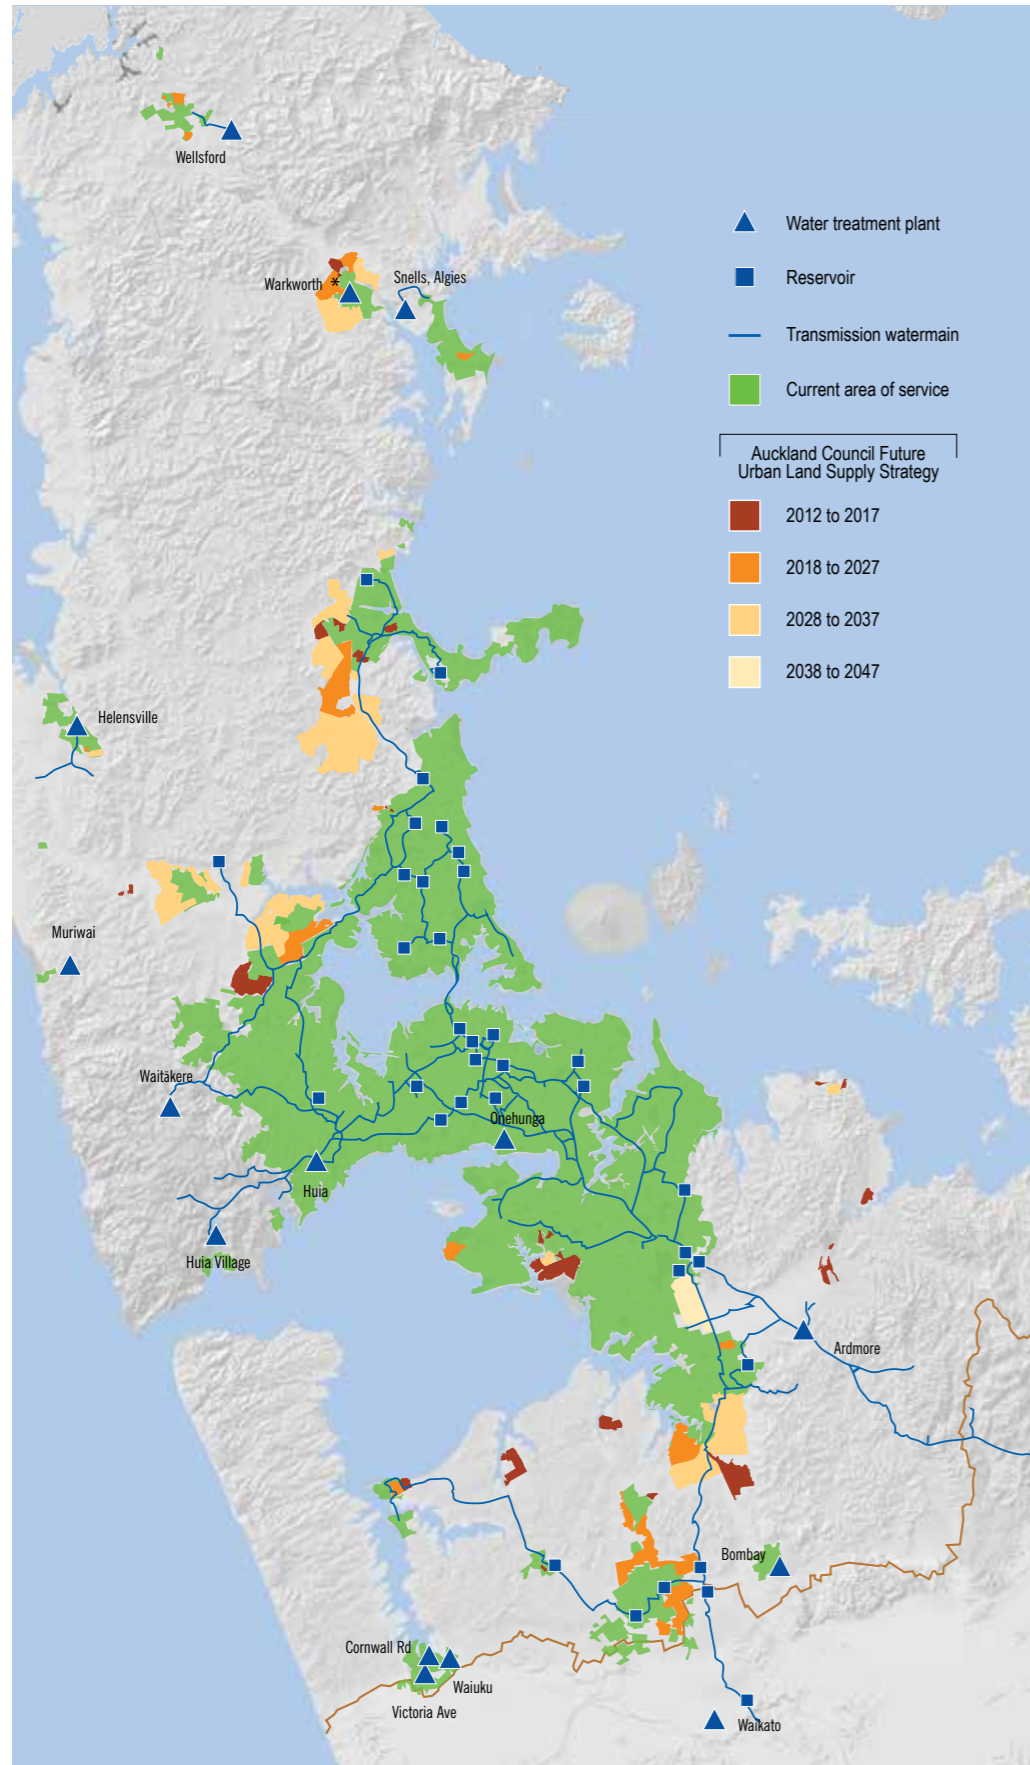 Wellsford
Warkworth *
Snells, Algies
Water treatment plant
Reservoir
Transmission watermain
Current area of service
Auckland Council Future
Urban Land Supply Strategy
2012 to 2017
2018 to 2027
2028 to 2037
2038 to 2047
Helensville
Muriwai
Waitākere
Onehunga
Huia
Huia Village
Ardmore
Bombay
Cornwall Rd
Waiuku
Victoria Ave
Waikato